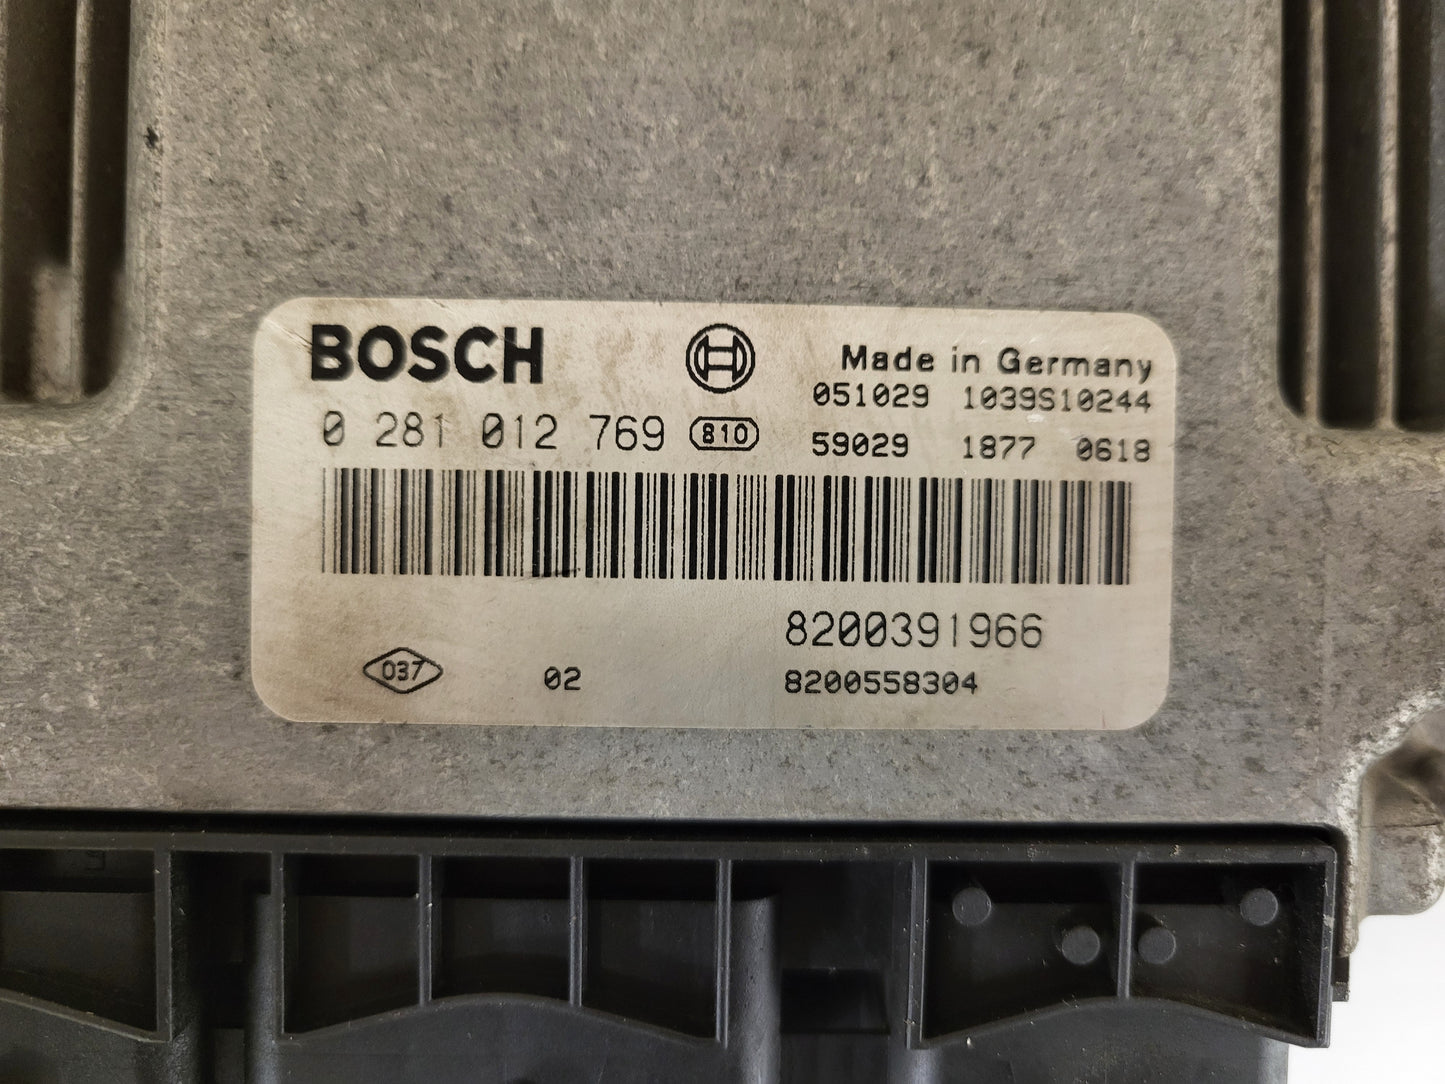 BOSCH
Made in Germany
051029 1039S10244
0 281 012 769 810
59029 1877 0618
8200391966
037 02 8200558304